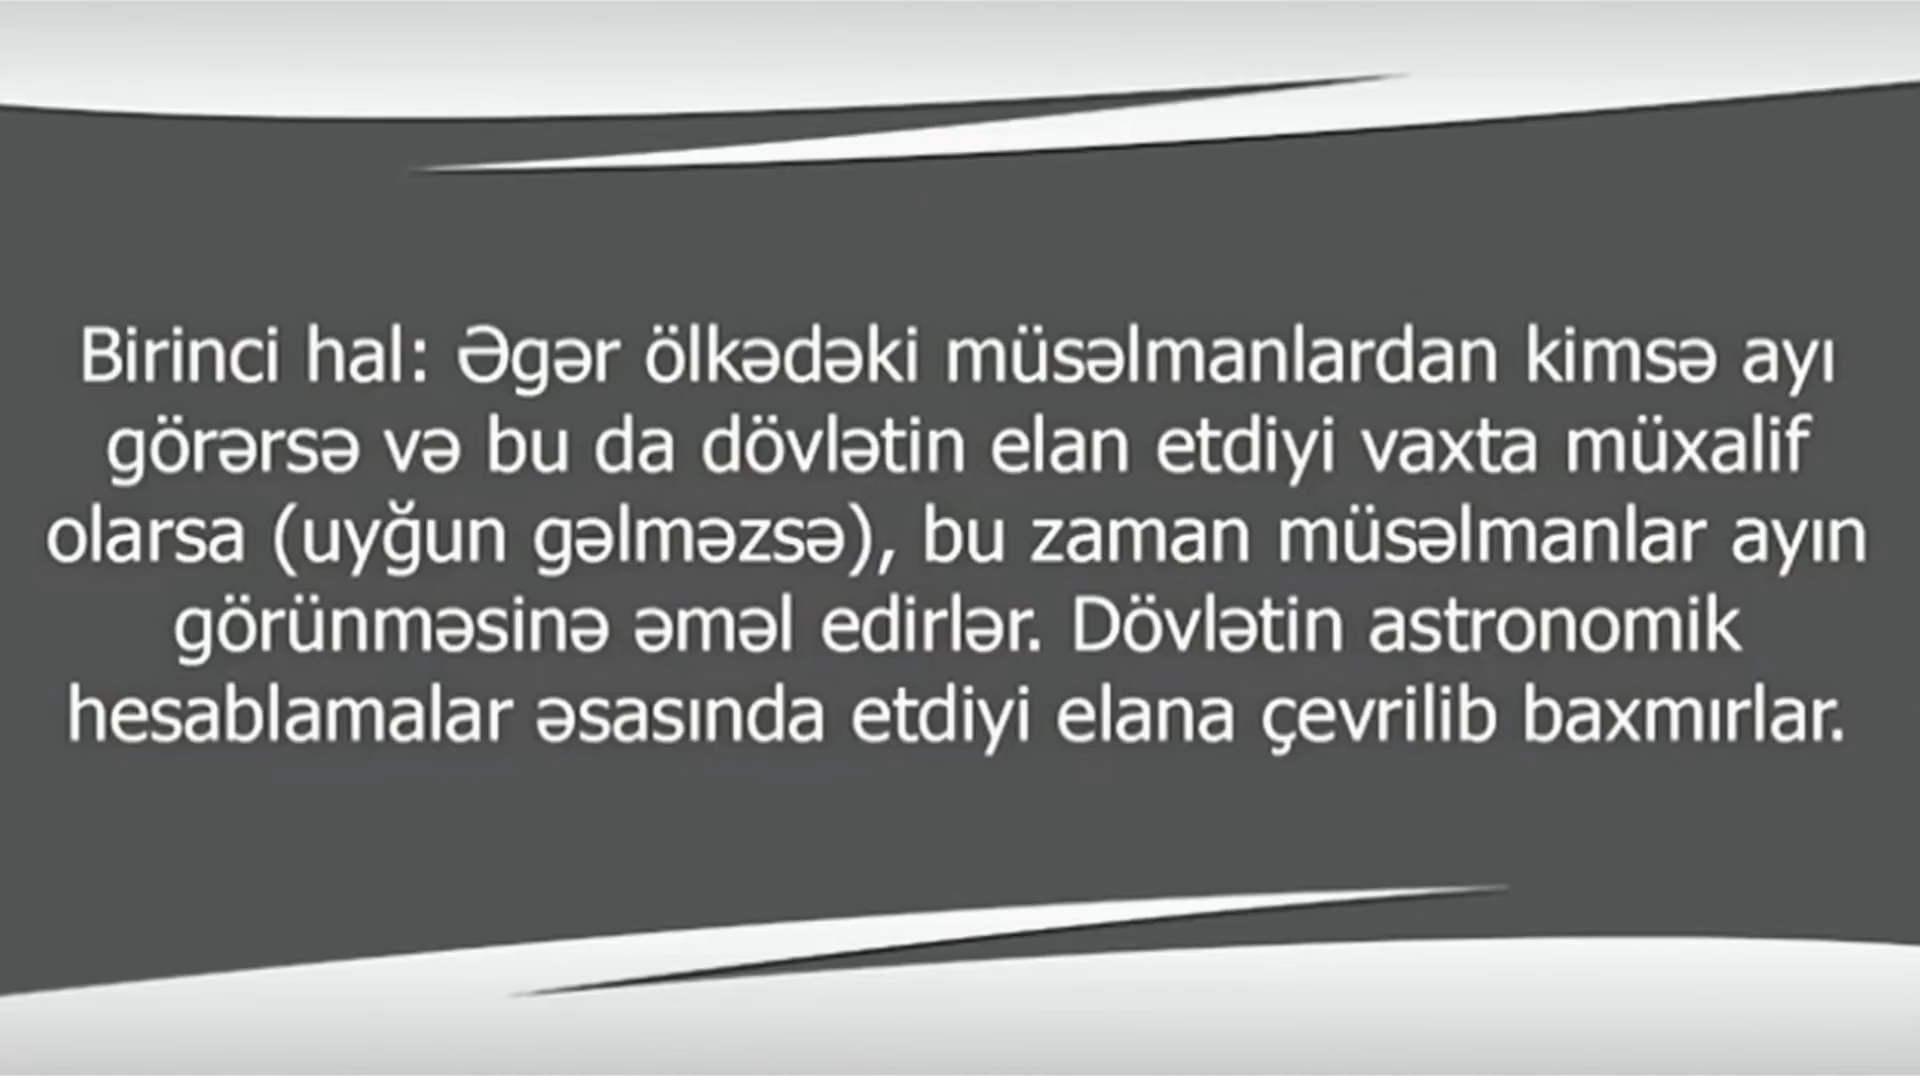 Birinci hal: Əgər ölkədəki müsəlmanlardan kimsə ayı
görərsə və bu da dövlətin elan etdiyi vaxta müxalif
olarsa (uyğun gəlməzsə), bu zaman müsəlmanlar ayın
görünməsinə əməl edirlər. Dövlətin astronomik
hesablamalar əsasında etdiyi elana çevrilib baxmırlar.